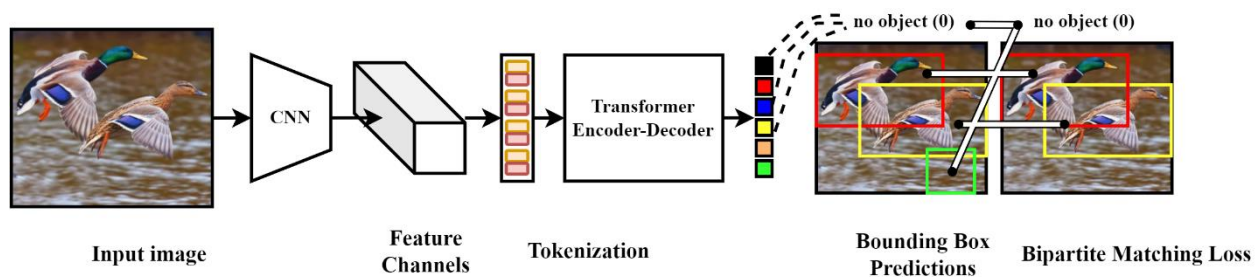 no object (0)
no object (0)
CNN
Transformer
Encoder-Decoder
Input image
Feature
Channels
Tokenization
Bounding Box
Predictions
Bipartite Matching Loss